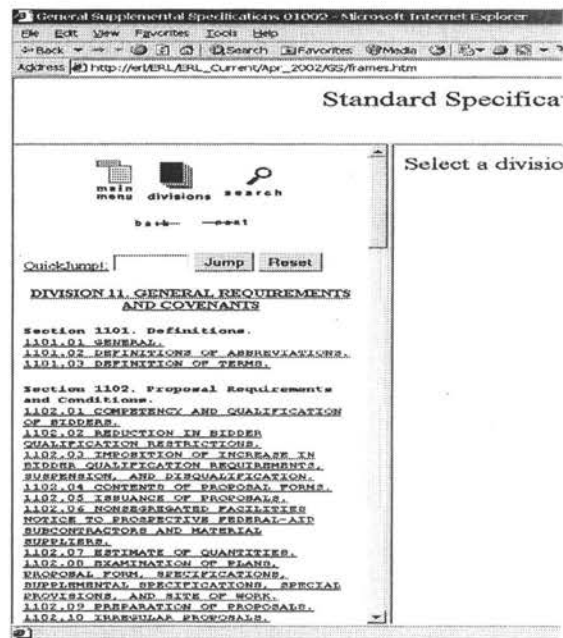 General Supplemental Specifications 01002 - Microsoft Internet Explorer
File Edit View Favorites Tools Help
Back Search Favorites Media
Address http://erl/ERL_Current/Apr_2002/GS/frames.htm
Standard Specifica
main menu divisions search
back next
Select a divisio
QuickJump!: Jump Reset
DIVISION 11. GENERAL REQUIREMENTS
AND COVENANTS
Section 1101. Definitions.
1101.01 GENERAL.
1101.02 DEFINITIONS OF ABBREVIATIONS.
1101.03 DEFINITION OF TERMS.
Section 1102. Proposal Requirements
and Conditions.
1102.01 COMPETENCY AND QUALIFICATION
OF BIDDERS.
1102.02 REDUCTION IN BIDDER
QUALIFICATION RESTRICTIONS.
1102.03 IMPOSITION OF INCREASE IN
BIDDER QUALIFICATION REQUIREMENTS,
SUSPENSION, AND DISQUALIFICATION.
1102.04 CONTENTS OF PROPOSAL FORMS.
1102.05 ISSUANCE OF PROPOSALS.
1102.06 NONSEGREGATED FACILITIES
NOTICE TO PROSPECTIVE FEDERAL-AID
SUBCONTRACTORS AND MATERIAL
SUPPLIERS.
1102.07 ESTIMATE OF QUANTITIES.
1102.08 EXAMINATION OF PLANS,
PROPOSAL FORM, SPECIFICATIONS,
SUPPLEMENTAL SPECIFICATIONS, SPECIAL
PROVISIONS, AND SITE OF WORK.
1102.09 PREPARATION OF PROPOSALS.
1102.10 IRREGULAR PROPOSALS.